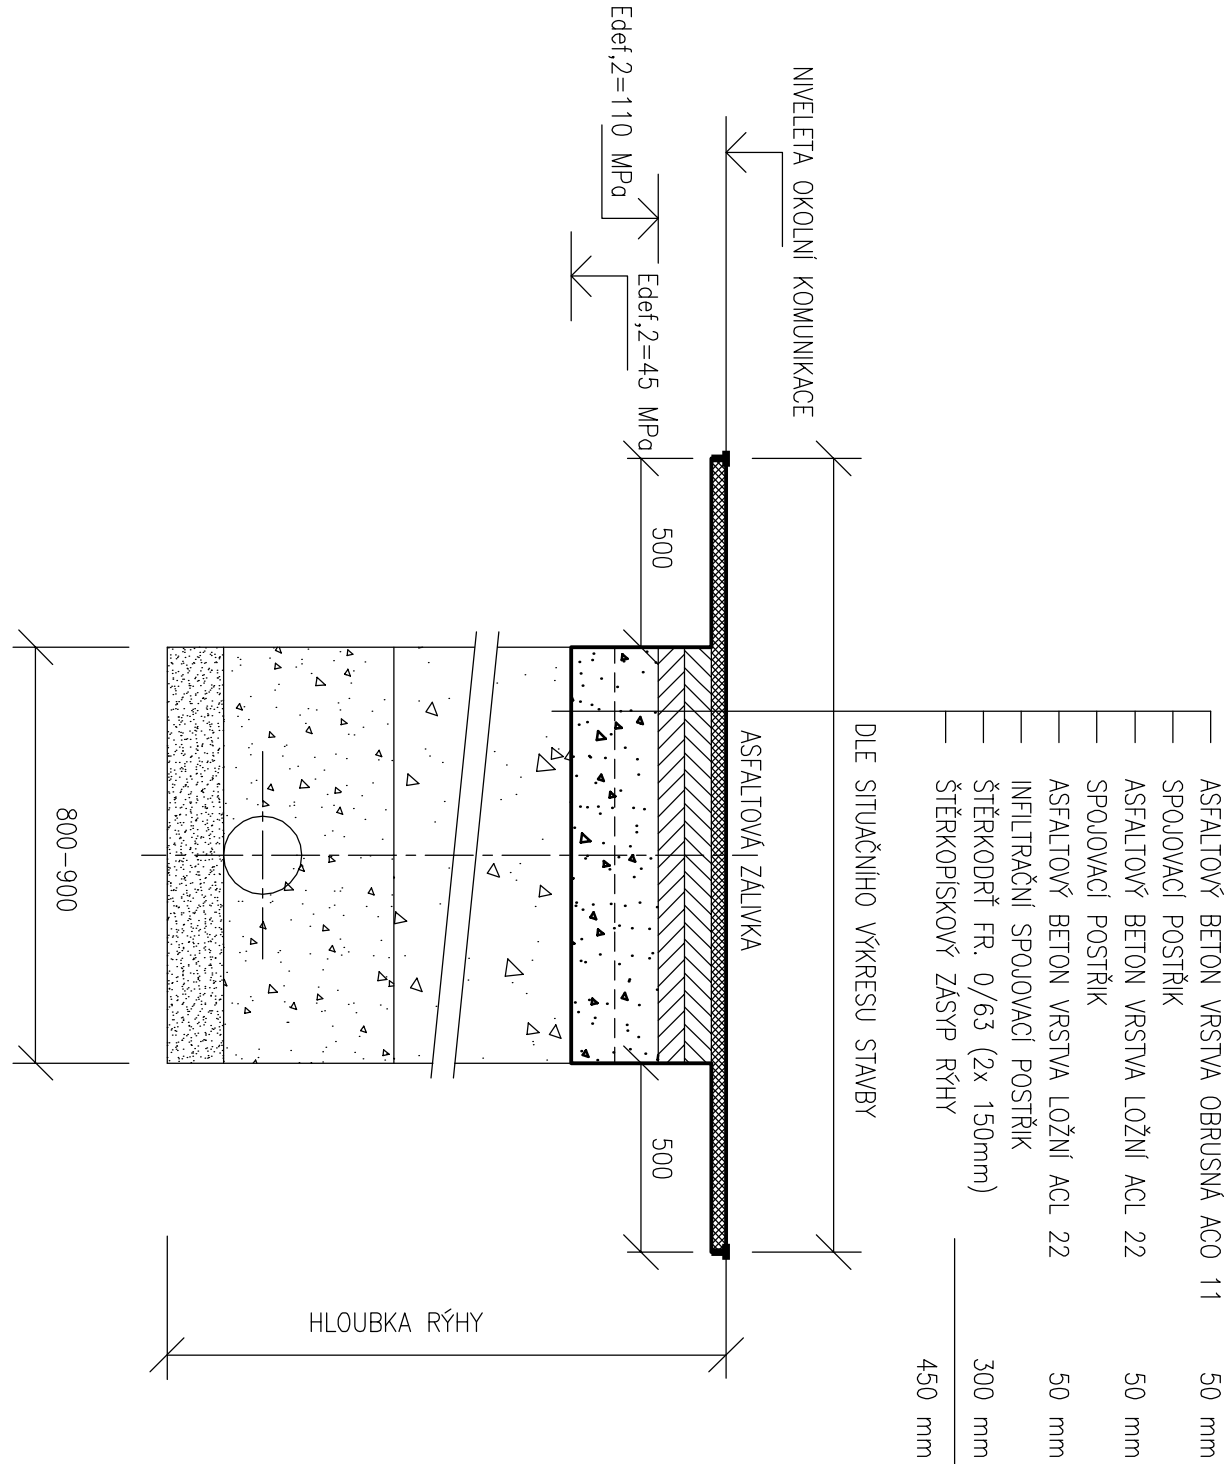 ASFALTOVÝ BETON VRSTVA OBRUSNÁ ACO 11 50 mm
SPOJOVACÍ POSTŘIK
ASFALTOVÝ BETON VRSTVA LOŽNÍ ACL 22 50 mm
SPOJOVACÍ POSTŘIK
ASFALTOVÝ BETON VRSTVA LOŽNÍ ACL 22 50 mm
INFILTRAČNÍ SPOJOVACÍ POSTŘIK
ŠTĚRKODRŤ FR. 0/63 (2x 150mm) 300 mm
ŠTĚRKOPÍSKOVÝ ZÁSYP RÝHY
450 mm
DLE SITUAČNÍHO VÝKRESU STAVBY
NIVELETA OKOLNÍ KOMUNIKACE
ASFALTOVÁ ZÁLIVKA
500
500
Edef,2=45 MPa
Edef,2=110 MPa
HLOUBKA RÝHY
800-900